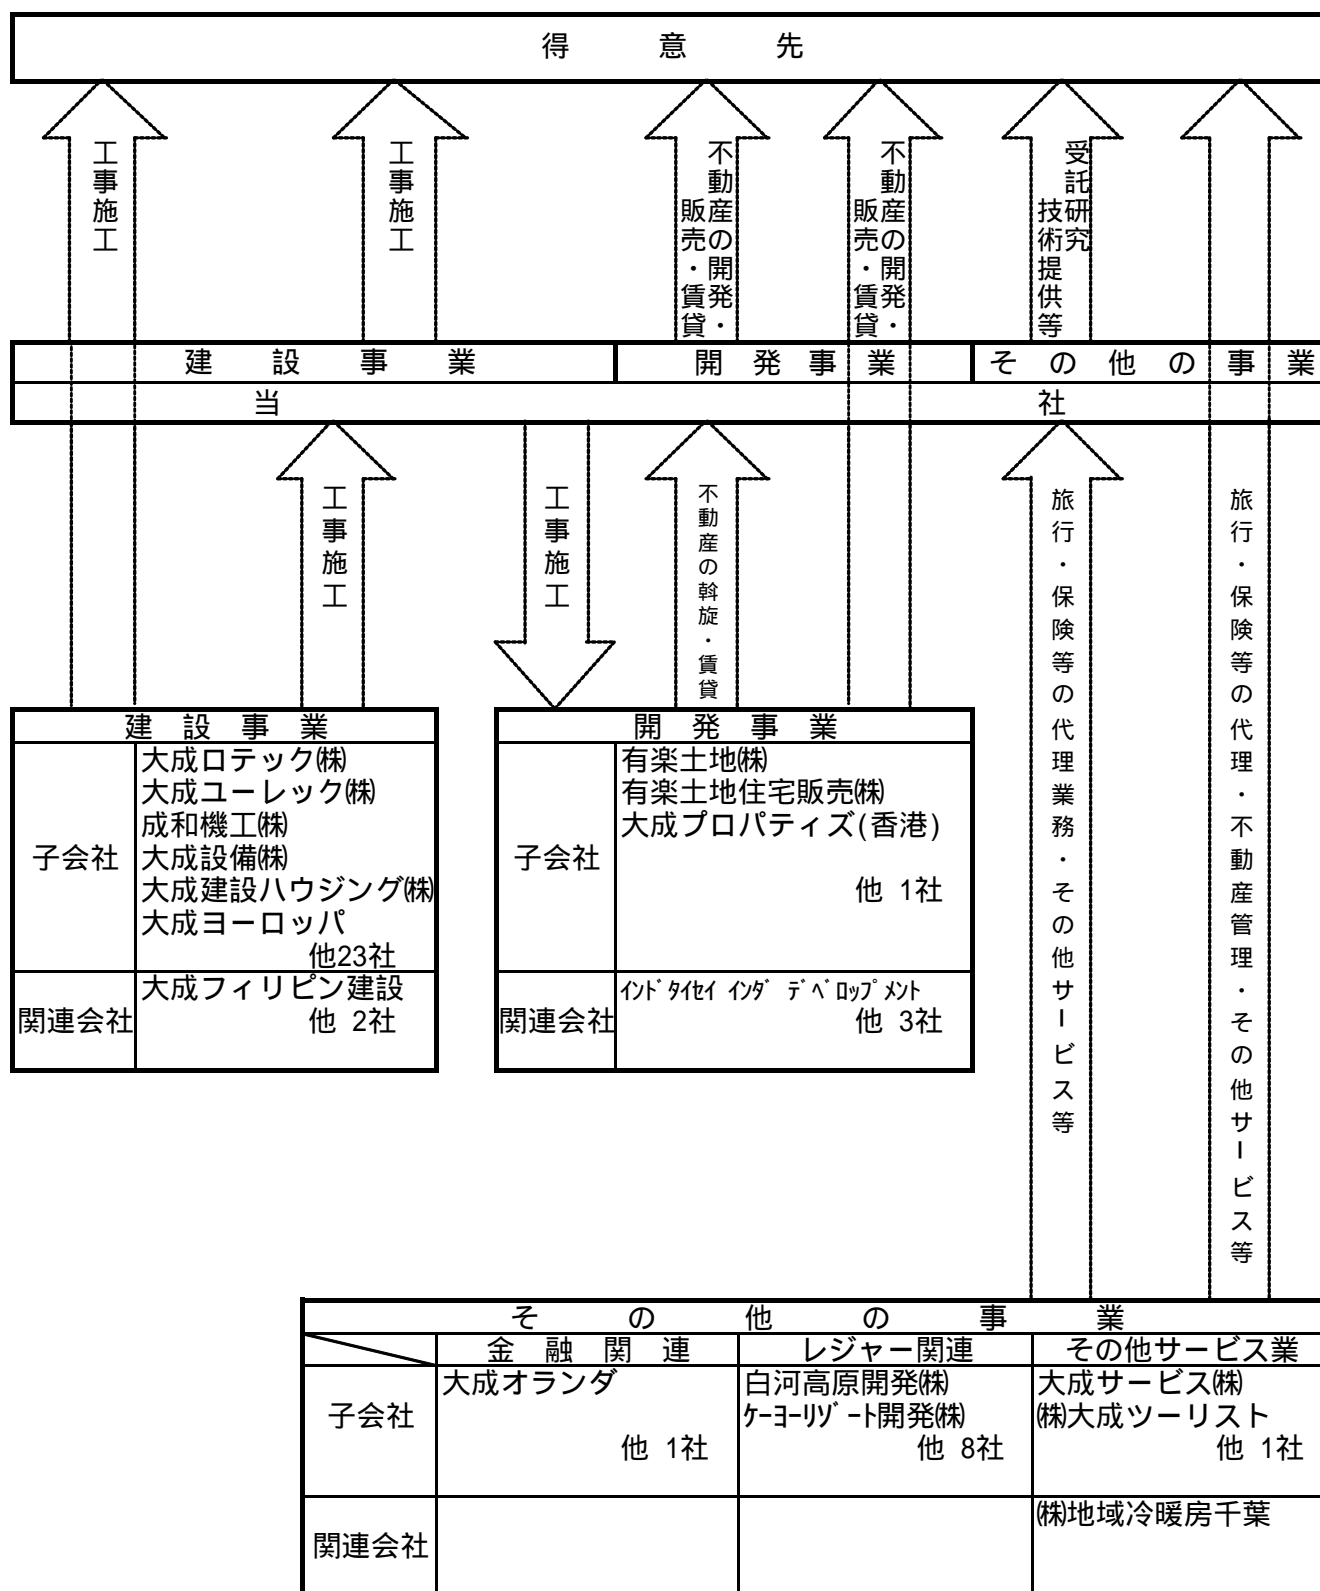 得意先
工事施工
工事施工
不動産の開発・
販売・賃貸・
不動産の開発・
販売・賃貸・
受託研究
技術提供等
建設事業
開発事業
その他の事業
当社
工事施工
工事施工
不動産の斡旋・賃貸
旅行・保険等の代理業務・その他サービス等
旅行・保険等の代理・不動産管理・その他サービス等
建設事業
子会社
大成ロテック㈱
大成ユーレック㈱
成和機工㈱
大成設備㈱
大成建設ハウジング㈱
大成ヨーロッパ
他23社
関連会社
大成フィリピン建設
他 2社
開発事業
子会社
有楽土地㈱
有楽土地住宅販売㈱
大成プロパティズ(香港)
他 1社
関連会社
ｲﾝﾄﾞﾀｲｾｲ ｲﾝﾀﾞ ﾃﾞﾍﾞﾛｯﾌﾟﾒﾝﾄ
他 3社
その他の事業
金融関連
レジャー関連
その他サービス業
子会社
大成オランダ
他 1社
白河高原開発㈱
ｹｰﾖｰﾘｿﾞｰﾄ開発㈱
他 8社
大成サービス㈱
㈱大成ツーリスト
他 1社
関連会社
㈱地域冷暖房千葉